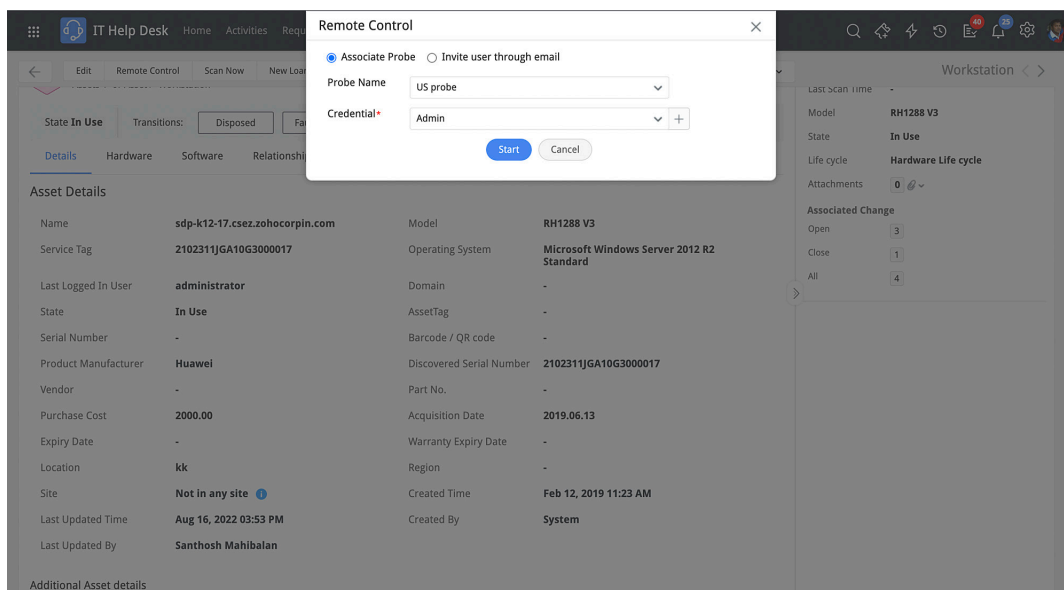 Remote Control
IT Help Desk Home Activities Requ
40 25
Associate Probe Invite user through email
Edit Remote Control Scan Now New Loan
Workstation
Probe Name US probe
Last Scan Time -
Credential* Admin
Model RH1288 V3
State In Use Transitions: Disposed Fau
State In Use
Start Cancel
Details Hardware Software Relationshi
Life cycle Hardware Life cycle
Attachments 0
Asset Details
Associated Change
Name sdp-k12-17.csez.zohocorpin.com Model RH1288 V3
Open 3
Service Tag 2102311JGA10G3000017 Operating System Microsoft Windows Server 2012 R2 Standard
Close 1
All 4
Last Logged In User administrator Domain -
State In Use AssetTag -
Serial Number - Barcode / QR code -
Product Manufacturer Huawei Discovered Serial Number 2102311JGA10G3000017
Vendor - Part No. -
Purchase Cost 2000.00 Acquisition Date 2019.06.13
Expiry Date - Warranty Expiry Date -
Location kk Region -
Site Not in any site Created Time Feb 12, 2019 11:23 AM
Last Updated Time Aug 16, 2022 03:53 PM Created By System
Last Updated By Santhosh Mahibalan
Additional Asset details